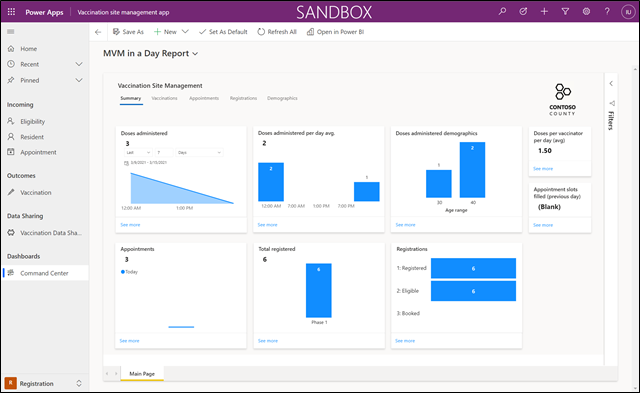 Power Apps Vaccination site management app SANDBOX IU
Save As New Set As Default Refresh All Open in Power BI
MVM in a Day Report
Home
Recent
Pinned
Incoming
Eligibility
Resident
Appointment
Outcomes
Vaccination
Data Sharing
Vaccination Data Sha...
Dashboards
Command Center
R Registration
Vaccination Site Management
Summary Vaccinations Appointments Registrations Demographics
CONTOSO
COUNTY
Filters
Doses administered
3
Last 7 Days
3/8/2021 - 3/15/2021
12:00 AM 1:00 PM
See more
Doses administered per day avg.
2
2
1
12:00 AM 7:00 AM 1:00 PM 7:00 PM
Doses administered demographics
1
2
30 40
Age range
See more
Doses per vaccinator
per day (avg)
1.50
See more
Appointment slots
filled (previous day)
(Blank)
See more
Appointments
3
Today
See more
Total registered
6
6
Phase 1
See more
Registrations
1: Registered 6
2: Eligible 6
3: Booked
See more
Main Page